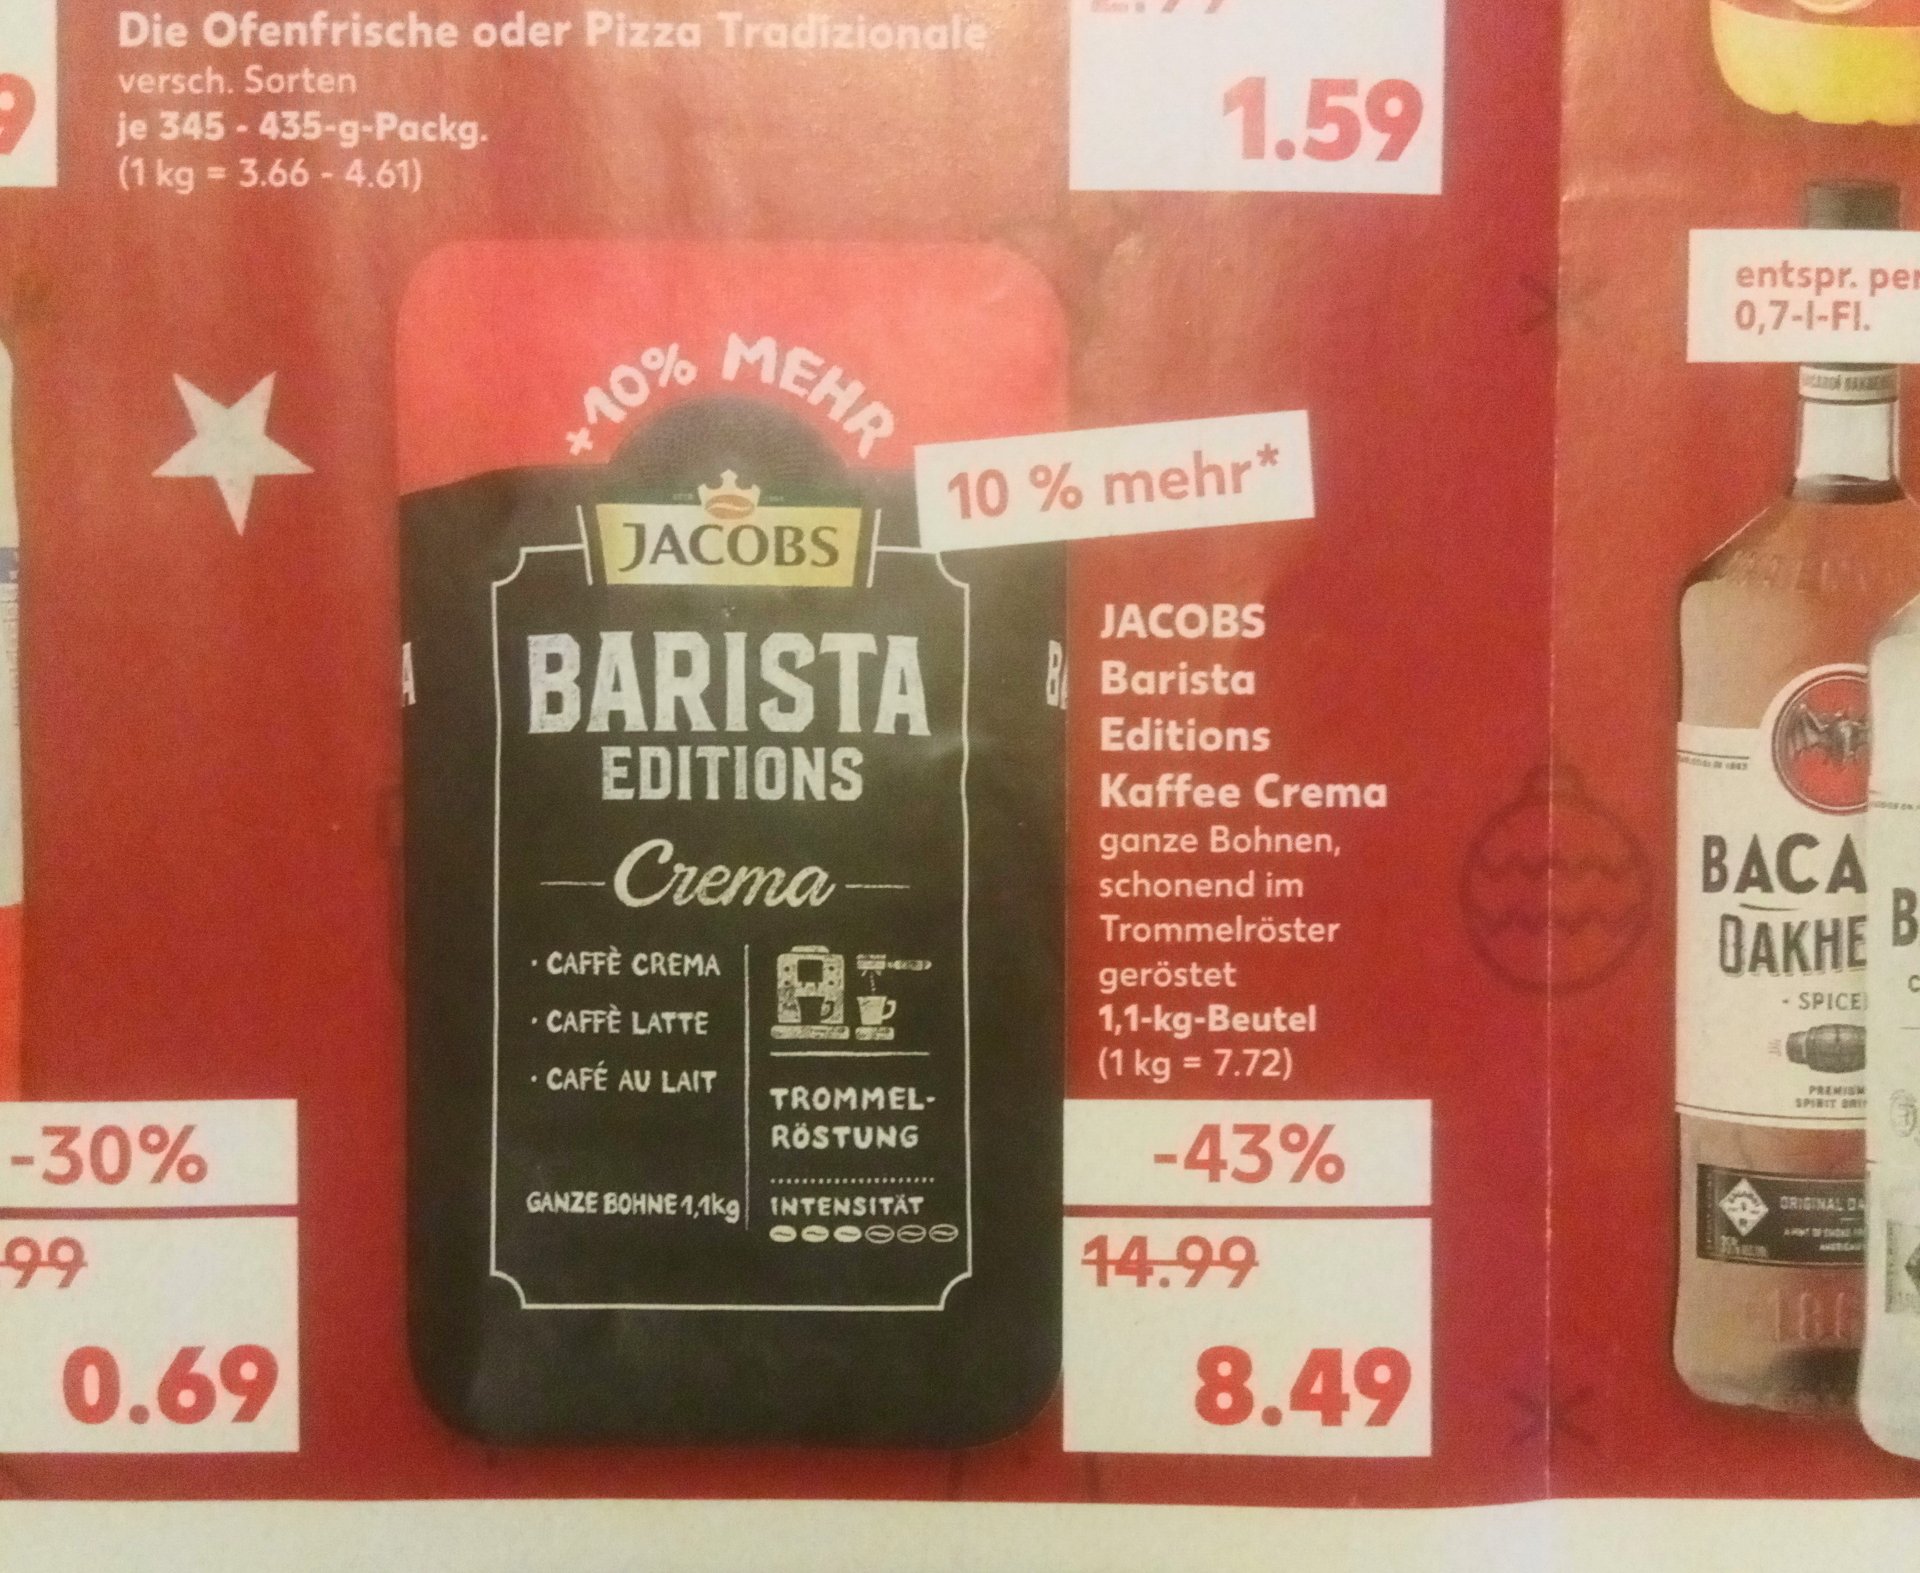 Die Ofenfrische oder Pizza Tradizionale
versch. Sorten
je 345 - 435-g-Packg.
(1 kg = 3.66 - 4.61)
1.59
entspr. per
0,7-l-Fl.
+10% MEHR
10 % mehr*
JACOBS
BARISTA
EDITIONS
Crema
· CAFFÈ CREMA
· CAFFÈ LATTE
· CAFÉ AU LAIT
GANZE BOHNE 1,1kg
TROMMEL-
RÖSTUNG
INTENSITÄT
JACOBS
Barista
Editions
Kaffee Crema
ganze Bohnen,
schonend im
Trommelröster
geröstet
1,1-kg-Beutel
(1 kg = 7.72)
-43%
14.99
8.49
-30%
99
0.69
BACA
OAKHE
· SPICE
PREMIUM
ORIGINAL